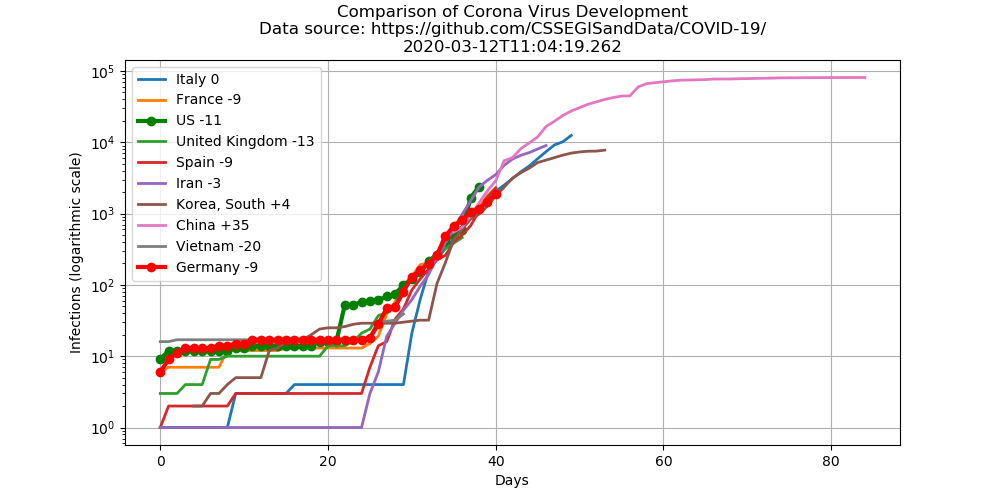 Comparison of Corona Virus Development
Data source: https://github.com/CSSEGISandData/COVID-19/
2020-03-12T11:04:19.262
Infections (logarithmic scale)
10⁵
10⁴
10³
10²
10¹
10⁰
Italy 0
France -9
US -11
United Kingdom -13
Spain -9
Iran -3
Korea, South +4
China +35
Vietnam -20
Germany -9
0 20 40 60 80
Days